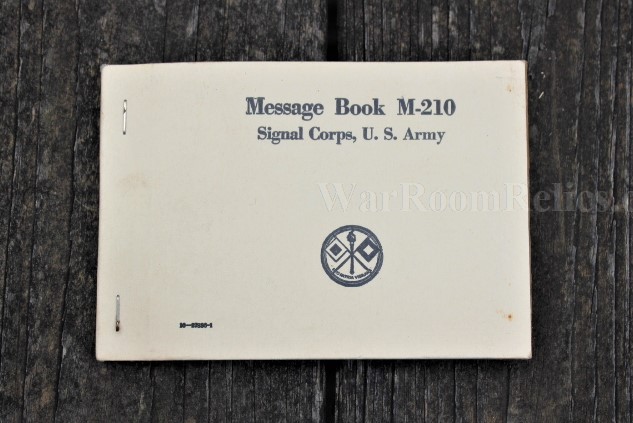 Message Book M-210
Signal Corps, U. S. Army
WarRoomRelics.